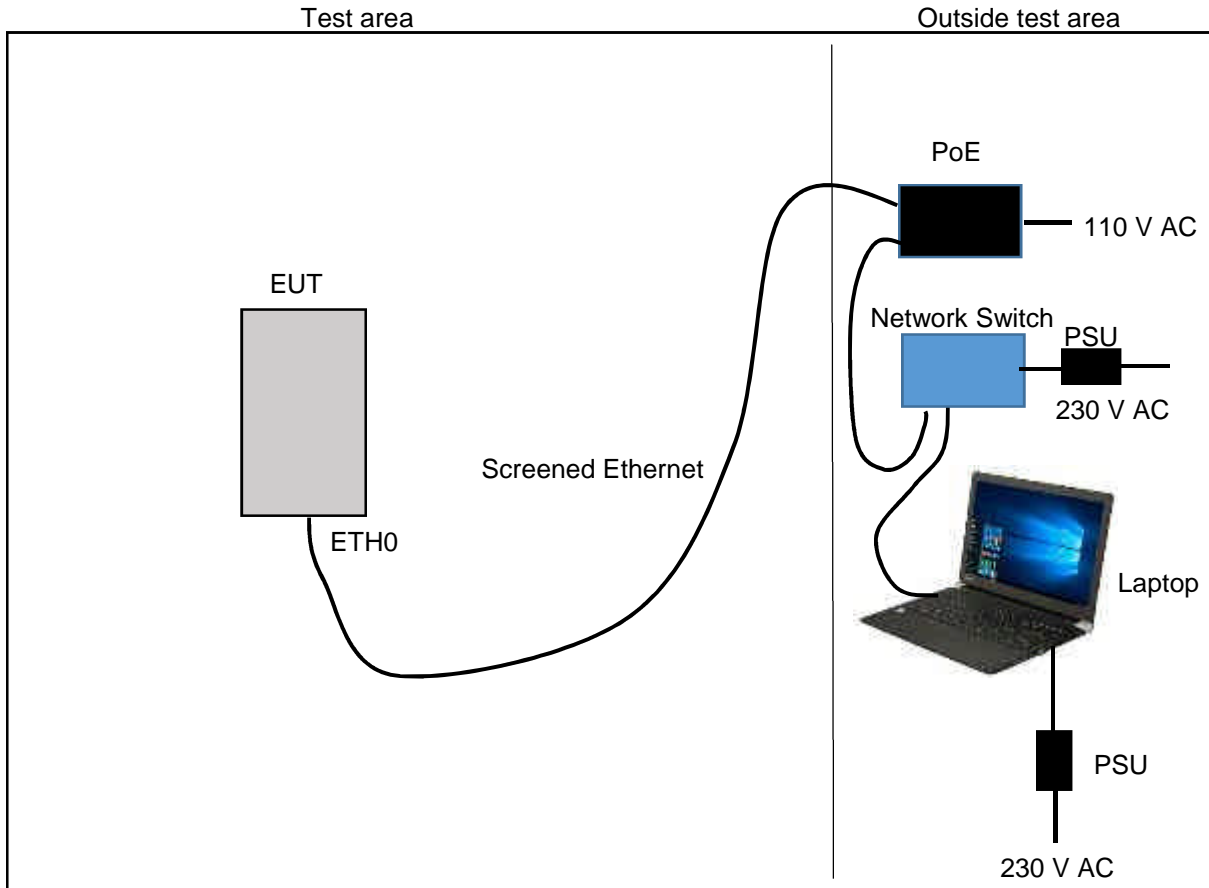 Test area
Outside test area
PoE
110 V AC
EUT
Network Switch
PSU
230 V AC
Screened Ethernet
ETH0
Laptop
PSU
230 V AC